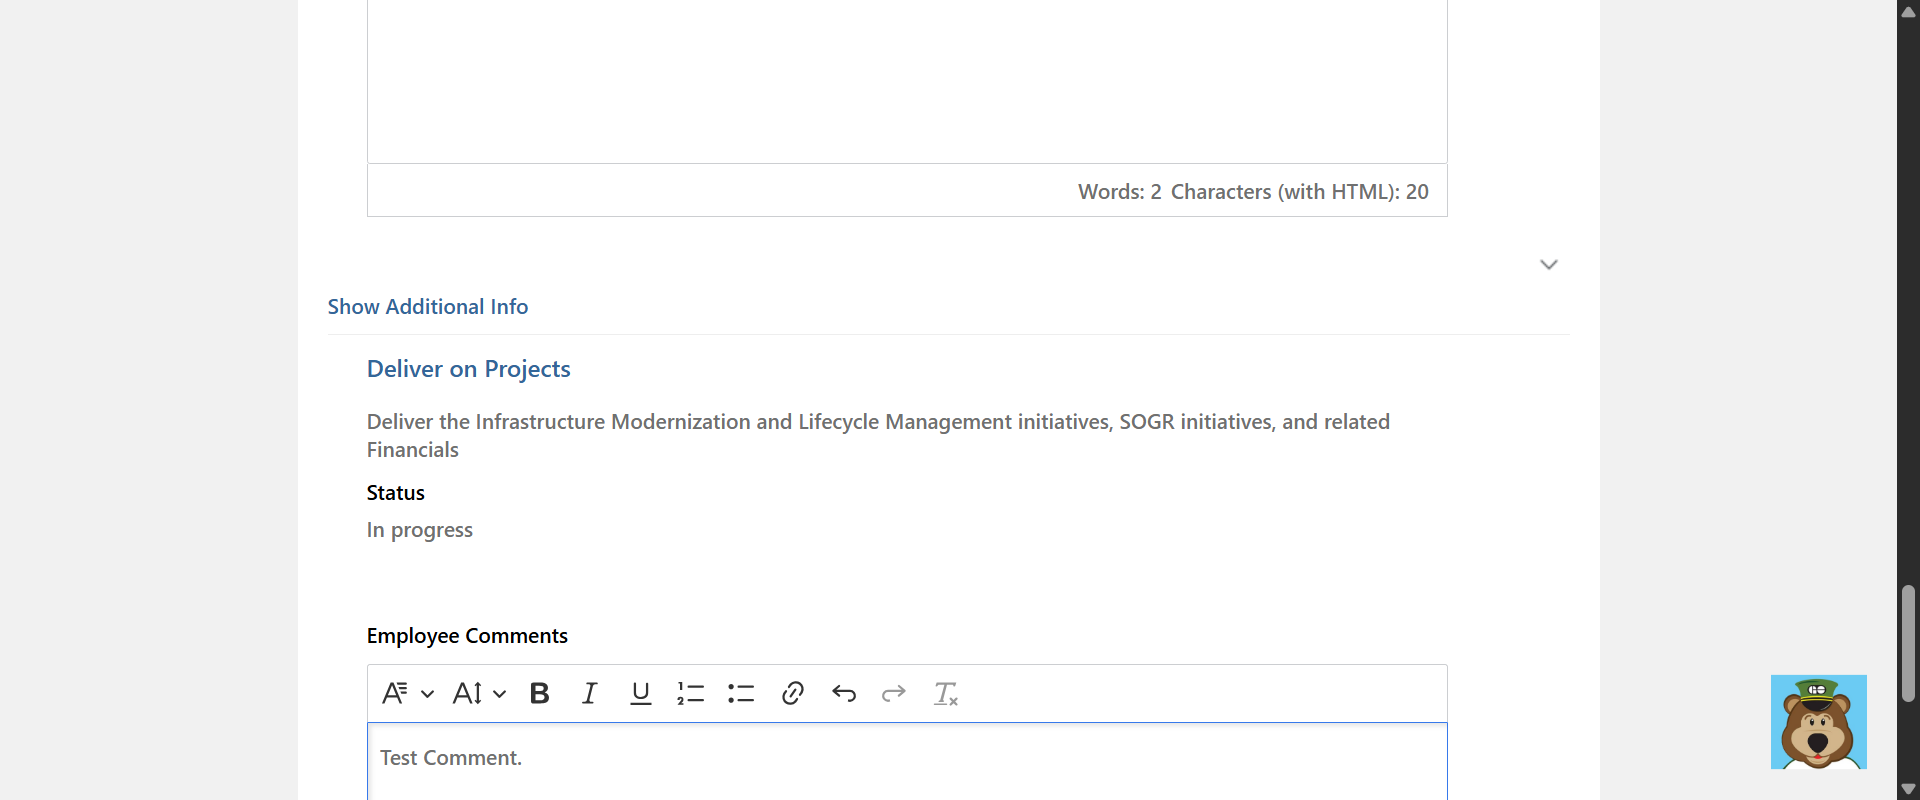 Words: 2 Characters (with HTML): 20
Show Additional Info
Deliver on Projects
Deliver the Infrastructure Modernization and Lifecycle Management initiatives, SOGR initiatives, and related
Financials
Status
In progress
Employee Comments
Test Comment.